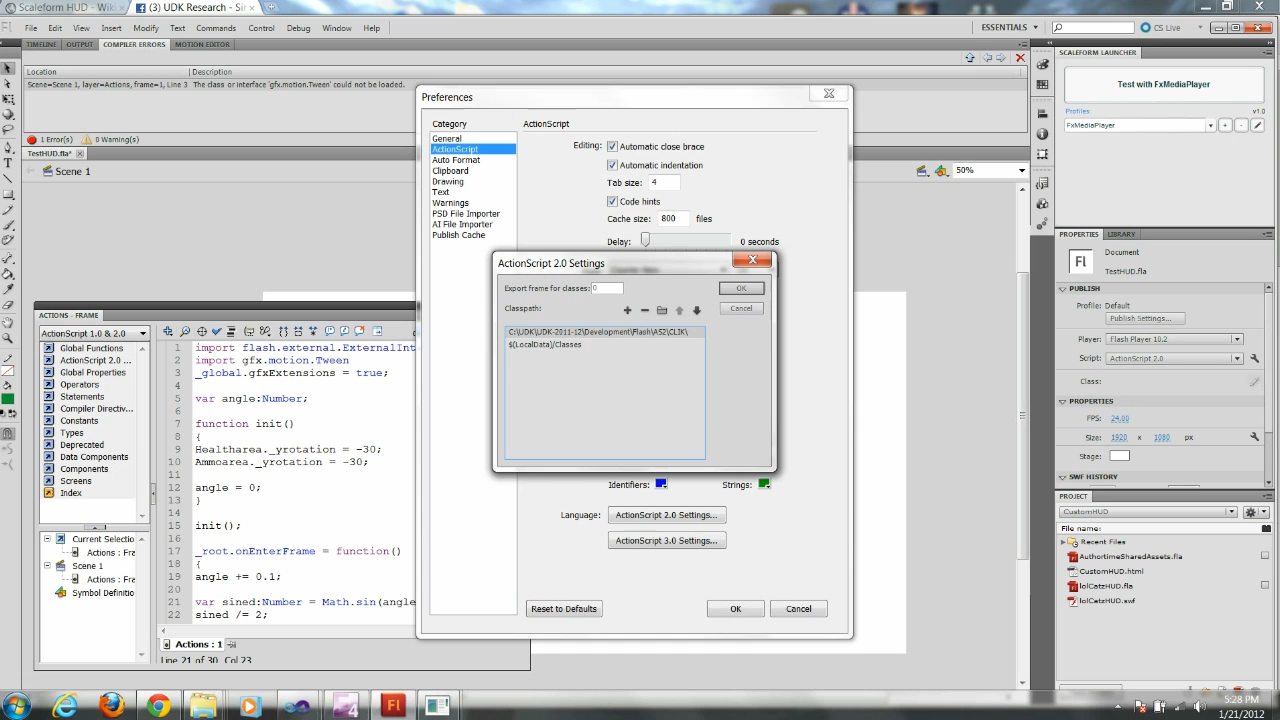 Scaleform HUD - Wiki
(3) UDK Research - Sir
File Edit View Insert Modify Text Commands Control Debug Window Help
ESSENTIALS
CS Live
TIMELINE OUTPUT COMPILER ERRORS MOTION EDITOR
Location Description
Scene=Scene 1, layer=Actions, frame=1, Line 3 The class or interface 'gfx.motion.Tween' could not be loaded.
1 Error(s) 0 Warning(s)
TestHUD.fla*
Scene 1
50%
Preferences
Category
General
ActionScript
Auto Format
Clipboard
Drawing
Text
Warnings
PSD File Importer
AI File Importer
Publish Cache
ActionScript
Editing: Automatic close brace
Automatic indentation
Tab size: 4
Code hints
Cache size: 800 files
Delay: 0 seconds
ActionScript 2.0 Settings
Export frame for classes: 0
OK
Classpath:
Cancel
C:\UDK\UDK-2011-12\Development\Flash\AS2\CLIK\
$(LocalData)/Classes
Identifiers: Strings:
Language: ActionScript 2.0 Settings...
ActionScript 3.0 Settings...
Reset to Defaults OK Cancel
ACTIONS - FRAME
ActionScript 1.0 & 2.0
Global Functions
ActionScript 2.0 ...
Global Properties
Operators
Statements
Compiler Directiv...
Constants
Types
Deprecated
Data Components
Components
Screens
Index
Current Selectio
Actions : Fra
Scene 1
Actions : Fra
Symbol Definitio
1 import flash.external.ExternalInt
2 import gfx.motion.Tween
3 _global.gfxExtensions = true;
4
5 var angle:Number;
6
7 function init()
8 {
9 Healtharea._yrotation = -30;
10 Ammoarea._yrotation = -30;
11
12 angle = 0;
13 }
14
15 init();
16
17 _root.onEnterFrame = function()
18 {
19 angle += 0.1;
20
21 var sined:Number = Math.sin(angle
22 sined /= 2;
Actions : 1
Line 21 of 30, Col 23
SCALEFORM LAUNCHER
Test with FxMediaPlayer
Profiles v1.0
FxMediaPlayer
PROPERTIES LIBRARY
Fl
Document
TestHUD.fla
PUBLISH
Profile: Default
Publish Settings...
Player: Flash Player 10.2
Script: ActionScript 2.0
Class:
PROPERTIES
FPS: 24.00
Size: 1920 x 1080 px
Stage:
SWF HISTORY
PROJECT
CustomHUD
File name:
Recent Files
AuthortimeSharedAssets.fla
CustomHUD.html
lolCatzHUD.fla
lolCatzHUD.swf
5:28 PM
1/21/2012